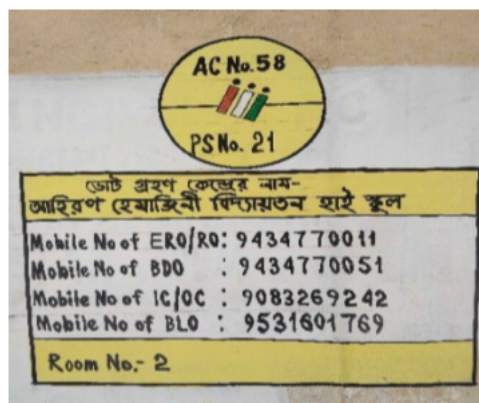 AC No. 58
PS No. 21
ভোট গ্রহণ কেন্দ্রের নাম-
আহিরণ হেমাঙ্গিনী বিদ্যায়তন হাই স্কুল
Mobile No of ERO/RO: 9434770011
Mobile No of BDO : 9434770051
Mobile No of IC/OC : 9083269242
Mobile No of BLO : 9531601769
Room No.- 2